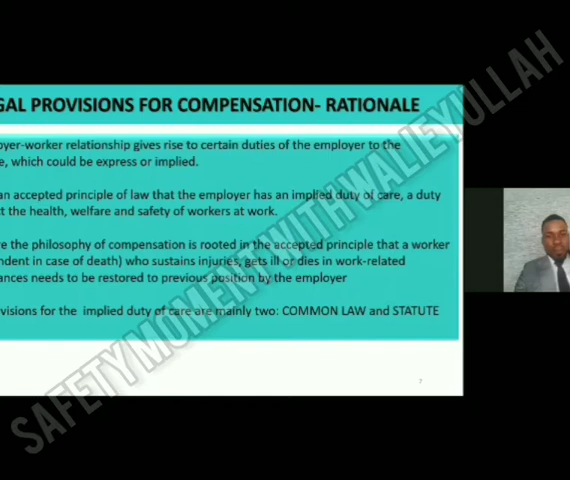 GAL PROVISIONS FOR COMPENSATION- RATIONALE
oyer-worker relationship gives rise to certain duties of the employer to the
e, which could be express or implied.
an accepted principle of law that the employer has an implied duty of care, a duty
ct the health, welfare and safety of workers at work.
e the philosophy of compensation is rooted in the accepted principle that a worker
ndent in case of death) who sustains injuries, gets ill or dies in work-related
ances needs to be restored to previous position by the employer
visions for the implied duty of care are mainly two: COMMON LAW and STATUTE
7
SAFETYMOMENTWITHWALIEYULLAH